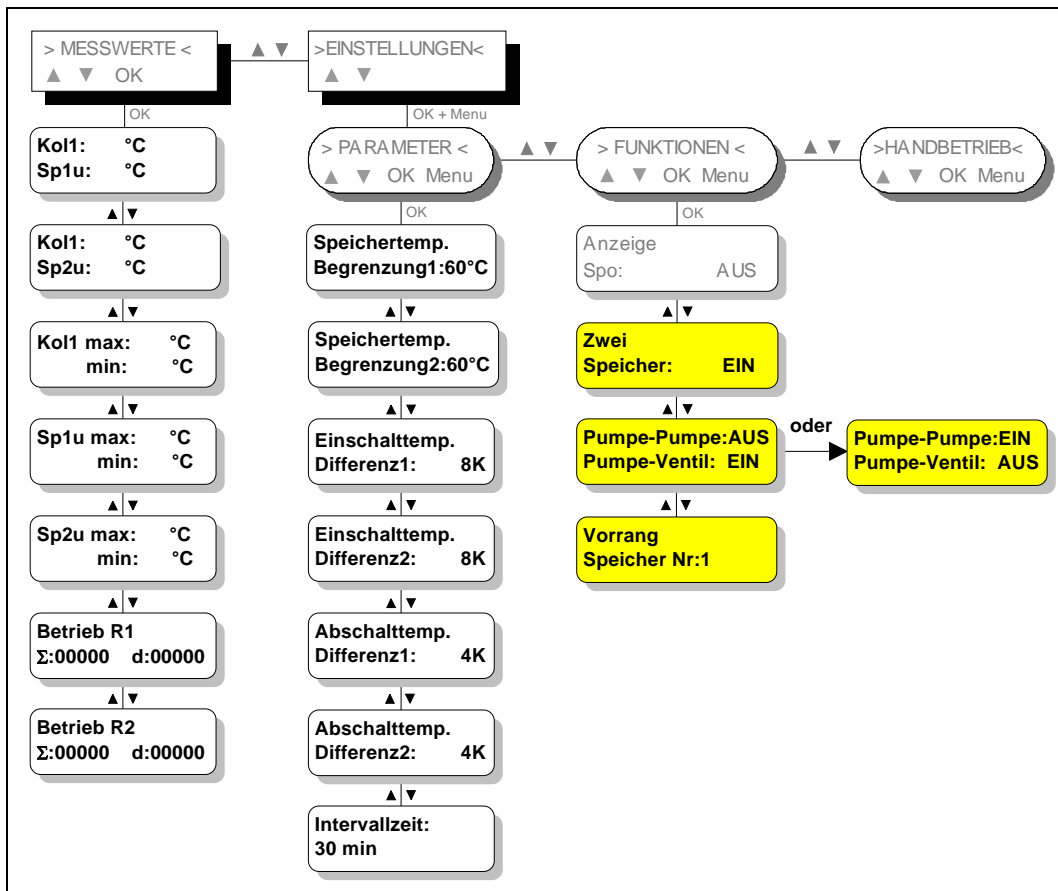 > MESSWERTE <
▲ ▼ OK
▲ ▼
>EINSTELLUNGEN<
▲ ▼
OK
Kol1: °C
Sp1u: °C
▲ ▼
Kol1: °C
Sp2u: °C
▲ ▼
Kol1 max: °C
min: °C
▲ ▼
Sp1u max: °C
min: °C
▲ ▼
Sp2u max: °C
min: °C
▲ ▼
Betrieb R1
Σ:00000 d:00000
▲ ▼
Betrieb R2
Σ:00000 d:00000
OK + Menu
> PARAMETER <
▲ ▼ OK Menu
▲ ▼
> FUNKTIONEN <
▲ ▼ OK Menu
▲ ▼
>HANDBETRIEB<
▲ ▼ OK Menu
OK
Speichertemp.
Begrenzung1:60°C
▲ ▼
Speichertemp.
Begrenzung2:60°C
▲ ▼
Einschalttemp.
Differenz1: 8K
▲ ▼
Einschalttemp.
Differenz2: 8K
▲ ▼
Abschalttemp.
Differenz1: 4K
▲ ▼
Abschalttemp.
Differenz2: 4K
▲ ▼
Intervallzeit:
30 min
OK
Anzeige
Spo: AUS
▲ ▼
Zwei
Speicher: EIN
▲ ▼
Pumpe-Pumpe:AUS
Pumpe-Ventil: EIN
oder
Pumpe-Pumpe:EIN
Pumpe-Ventil: AUS
▲ ▼
Vorrang
Speicher Nr:1